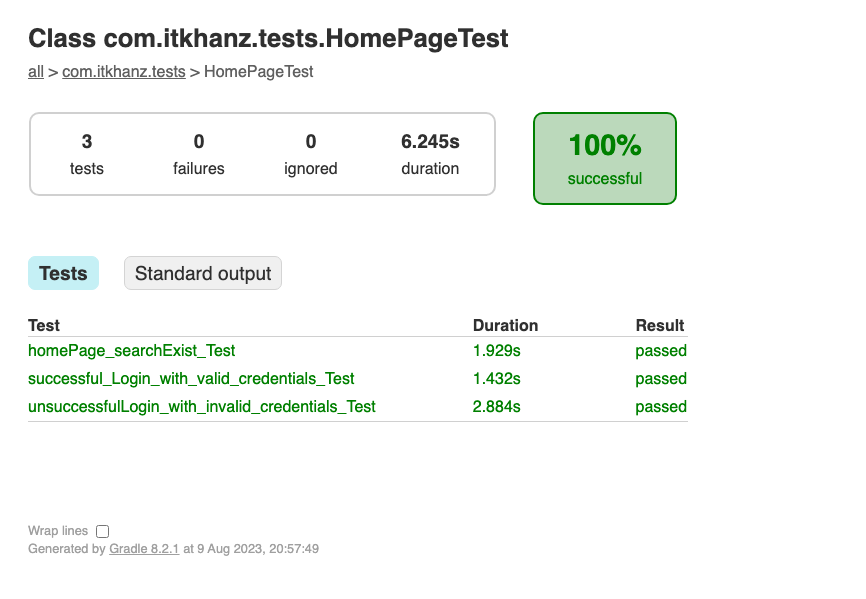 Class com.itkhanz.tests.HomePageTest
all > com.itkhanz.tests > HomePageTest
3 0 0 6.245s
tests failures ignored duration
100%
successful
Tests Standard output
Test Duration Result
homePage_searchExist_Test 1.929s passed
successful_Login_with_valid_credentials_Test 1.432s passed
unsuccessfulLogin_with_invalid_credentials_Test 2.884s passed
Wrap lines
Generated by Gradle 8.2.1 at 9 Aug 2023, 20:57:49